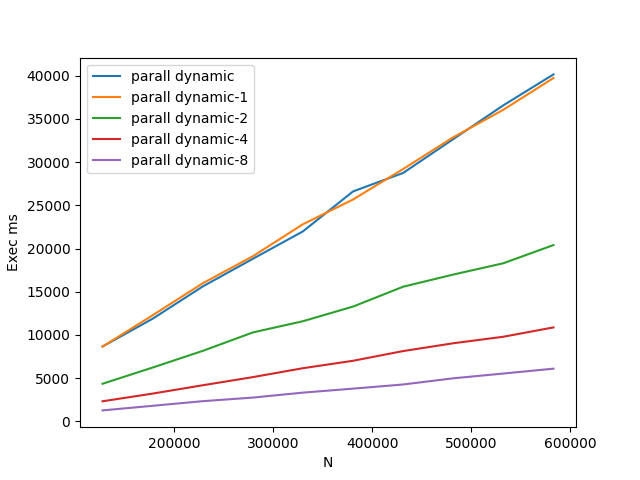 parall dynamic
parall dynamic-1
parall dynamic-2
parall dynamic-4
parall dynamic-8
40000
35000
30000
25000
20000
15000
10000
5000
0
Exec ms
200000 300000 400000 500000 600000
N